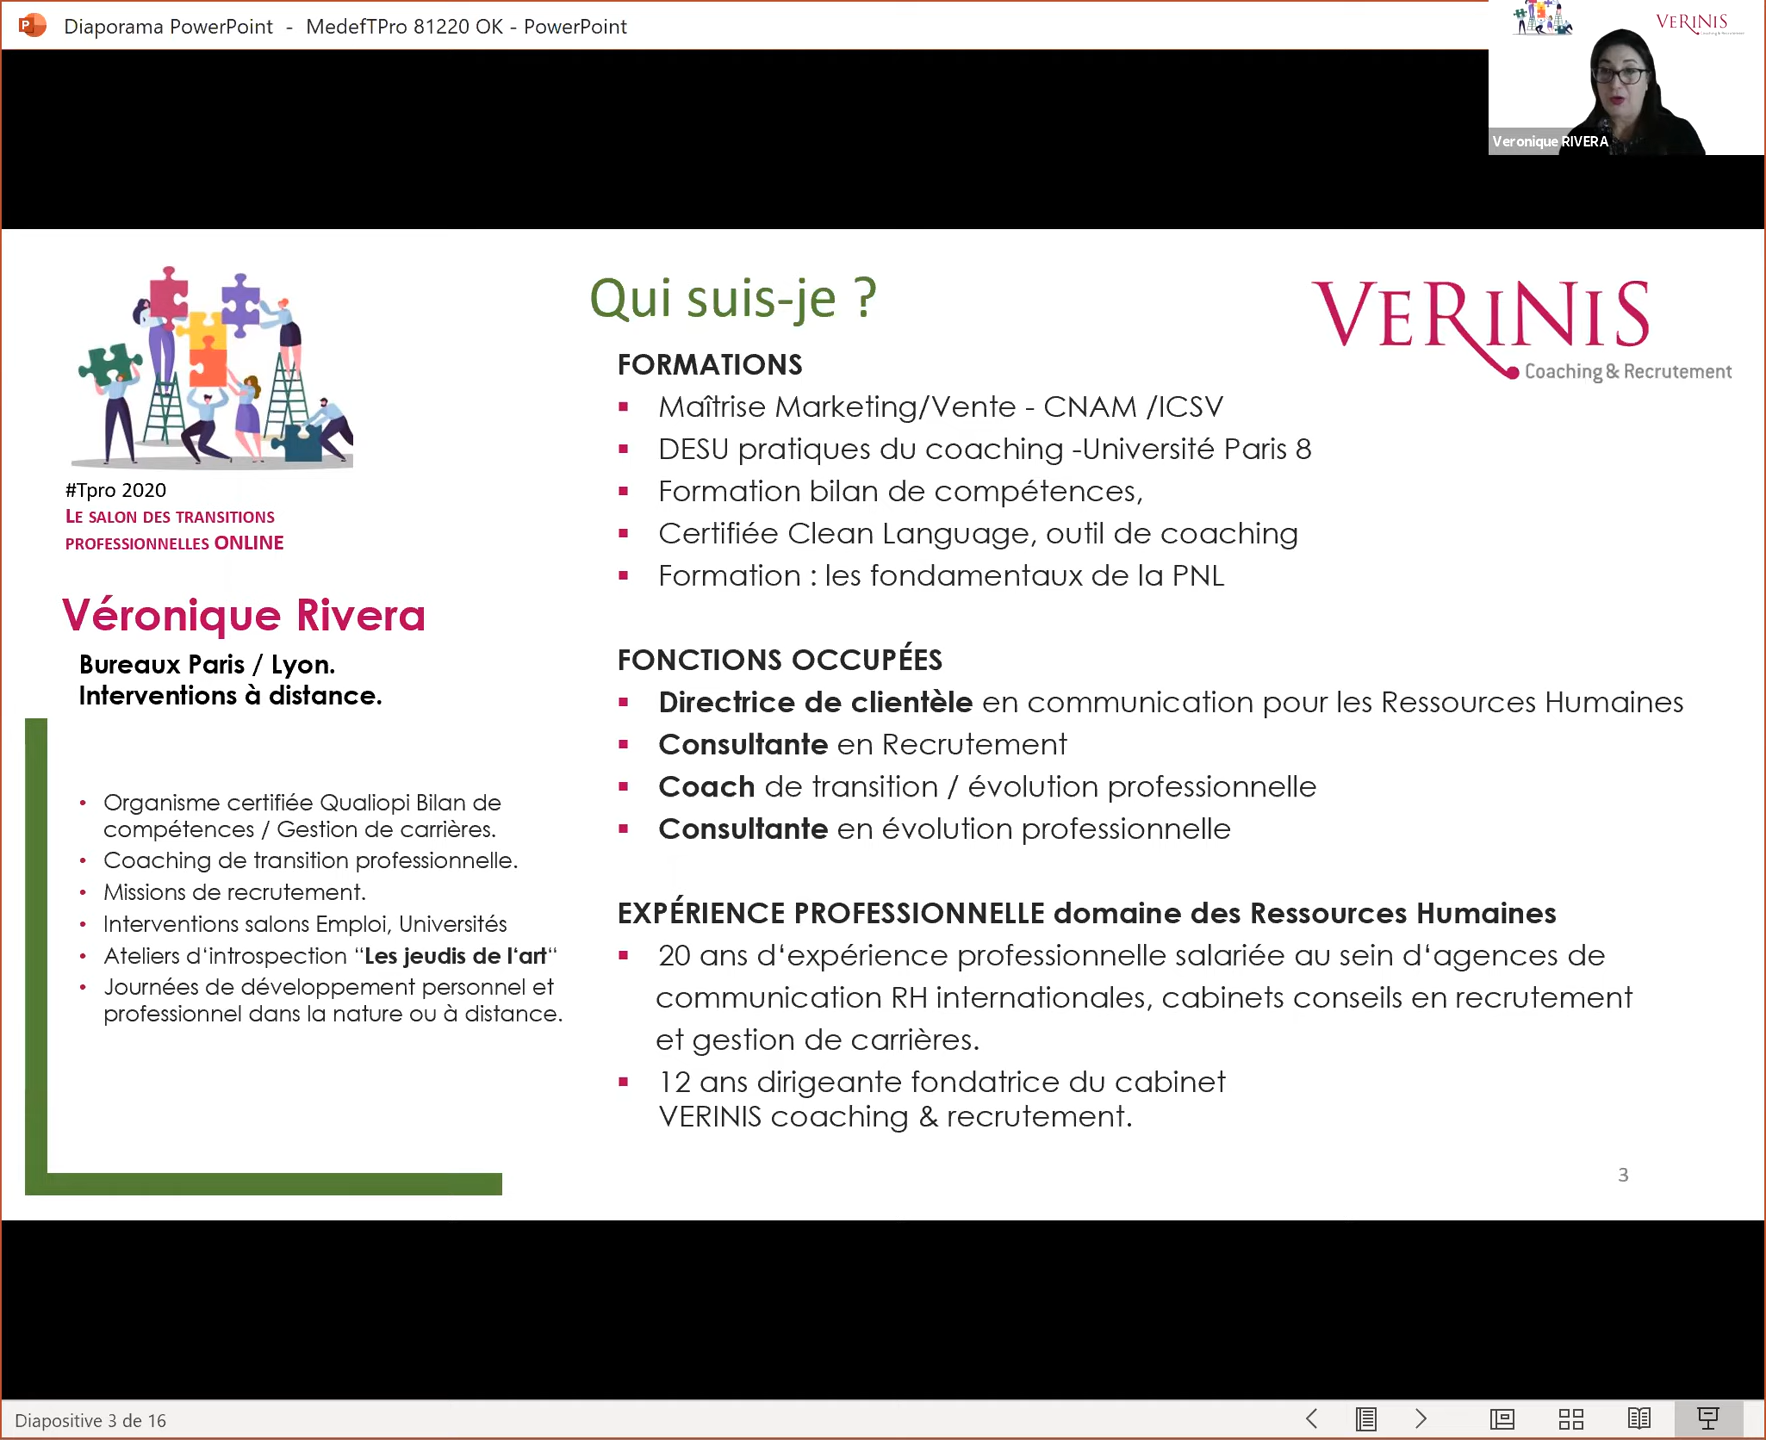 Diaporama PowerPoint - MedefTPro 81220 OK - PowerPoint
VERINIS
Veronique RIVERA
#Tpro 2020
LE SALON DES TRANSITIONS
PROFESSIONNELLES ONLINE
Véronique Rivera
Bureaux Paris / Lyon.
Interventions à distance.
• Organisme certifiée Qualiopi Bilan de
compétences / Gestion de carrières.
• Coaching de transition professionnelle.
• Missions de recrutement.
• Interventions salons Emploi, Universités
• Ateliers d‘introspection “Les jeudis de l‘art“
• Journées de développement personnel et
professionnel dans la nature ou à distance.
Qui suis-je ?
VERINIS
Coaching & Recrutement
FORMATIONS
▪ Maîtrise Marketing/Vente - CNAM /ICSV
▪ DESU pratiques du coaching -Université Paris 8
▪ Formation bilan de compétences,
▪ Certifiée Clean Language, outil de coaching
▪ Formation : les fondamentaux de la PNL
FONCTIONS OCCUPÉES
▪ Directrice de clientèle en communication pour les Ressources Humaines
▪ Consultante en Recrutement
▪ Coach de transition / évolution professionnelle
▪ Consultante en évolution professionnelle
EXPÉRIENCE PROFESSIONNELLE domaine des Ressources Humaines
▪ 20 ans d‘expérience professionnelle salariée au sein d‘agences de
communication RH internationales, cabinets conseils en recrutement
et gestion de carrières.
▪ 12 ans dirigeante fondatrice du cabinet
VERINIS coaching & recrutement.
3
Diapositive 3 de 16